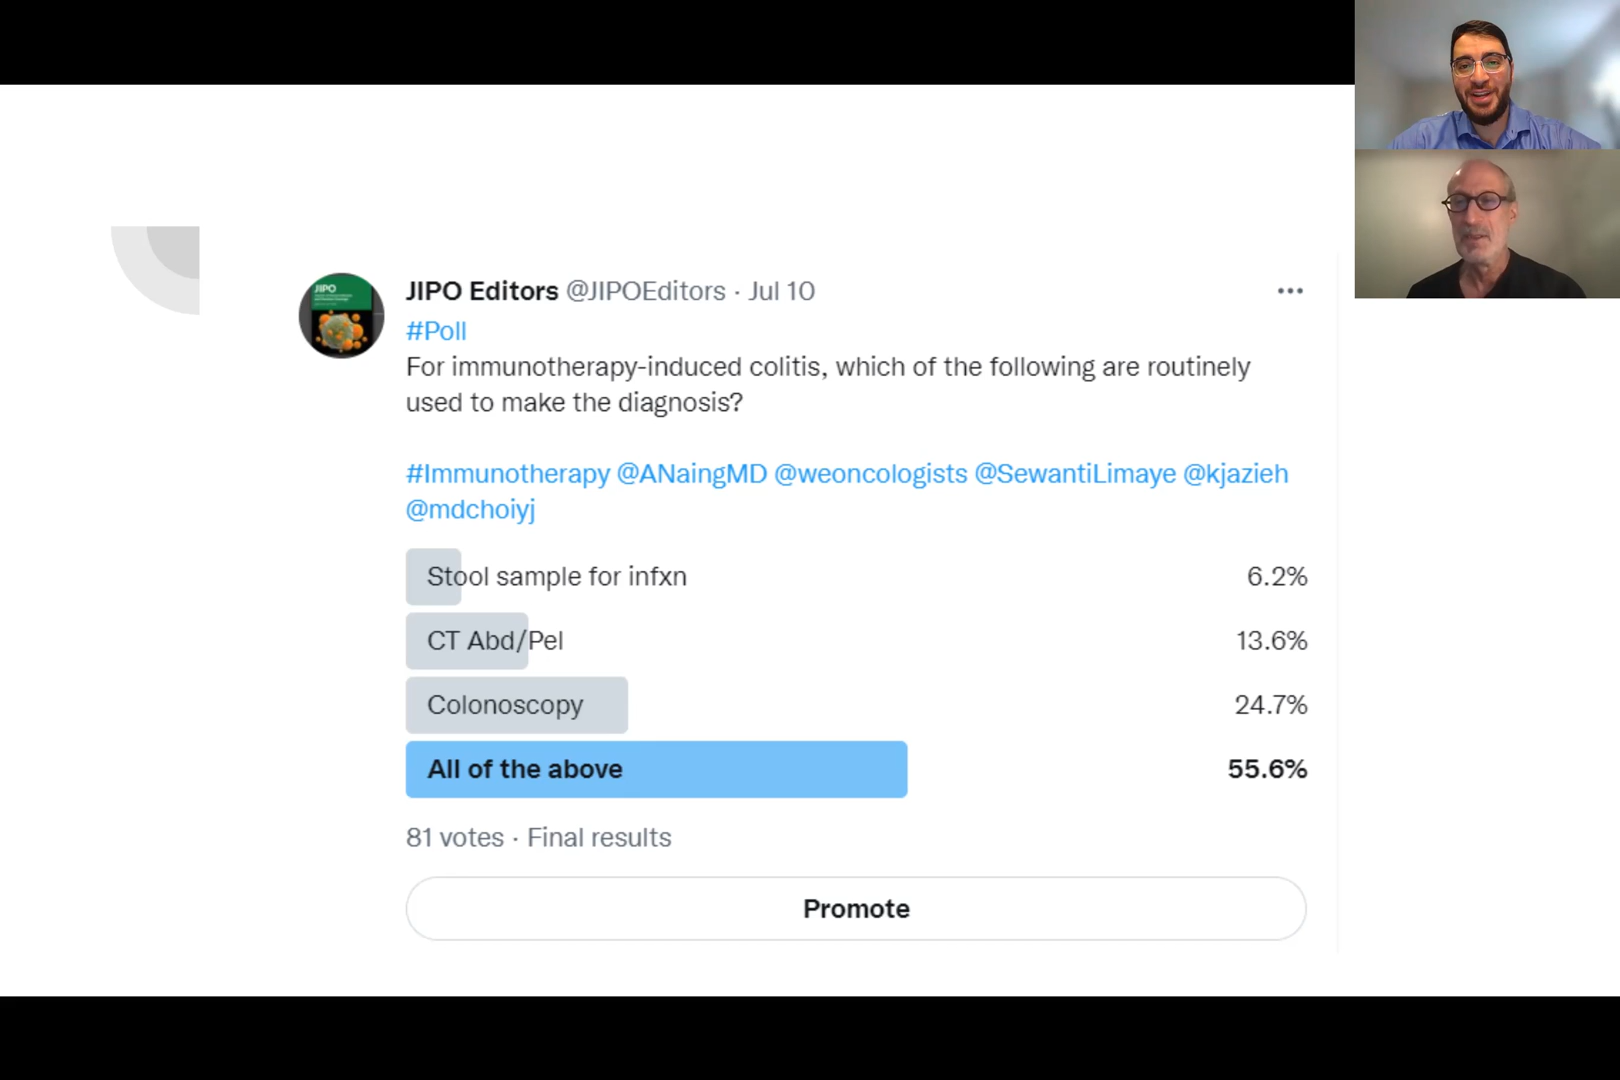 JIPO
JIPO Editors @JIPOEditors · Jul 10
#Poll
For immunotherapy-induced colitis, which of the following are routinely
used to make the diagnosis?
#Immunotherapy @ANaingMD @weoncologists @SewantiLimaye @kjazieh
@mdchoiyj
Stool sample for infxn 6.2%
CT Abd/Pel 13.6%
Colonoscopy 24.7%
All of the above 55.6%
81 votes · Final results
Promote